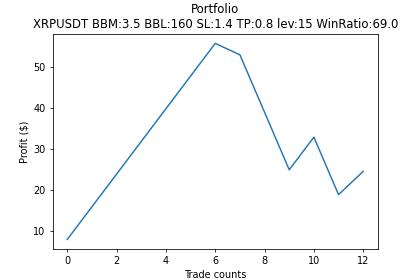 Portfolio
XRPUSDT BBM:3.5 BBL:160 SL:1.4 TP:0.8 lev:15 WinRatio:69.0
50
40
30
20
10
Profit ($)
0 2 4 6 8 10 12
Trade counts